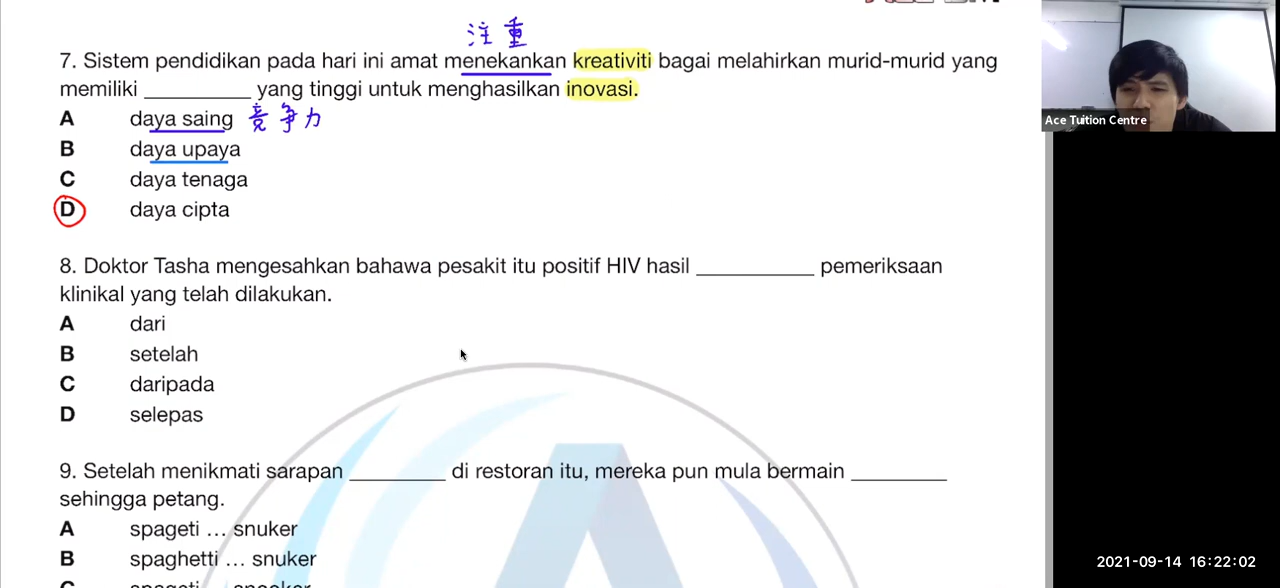 注重
7. Sistem pendidikan pada hari ini amat menekankan kreativiti bagai melahirkan murid-murid yang
memiliki _________ yang tinggi untuk menghasilkan inovasi.
A daya saing 竞争力
B daya upaya
C daya tenaga
D daya cipta
8. Doktor Tasha mengesahkan bahawa pesakit itu positif HIV hasil __________ pemeriksaan
klinikal yang telah dilakukan.
A dari
B setelah
C daripada
D selepas
9. Setelah menikmati sarapan ________ di restoran itu, mereka pun mula bermain ________
sehingga petang.
A spageti … snuker
B spaghetti … snuker
Ace Tuition Centre
2021-09-14 16:22:02